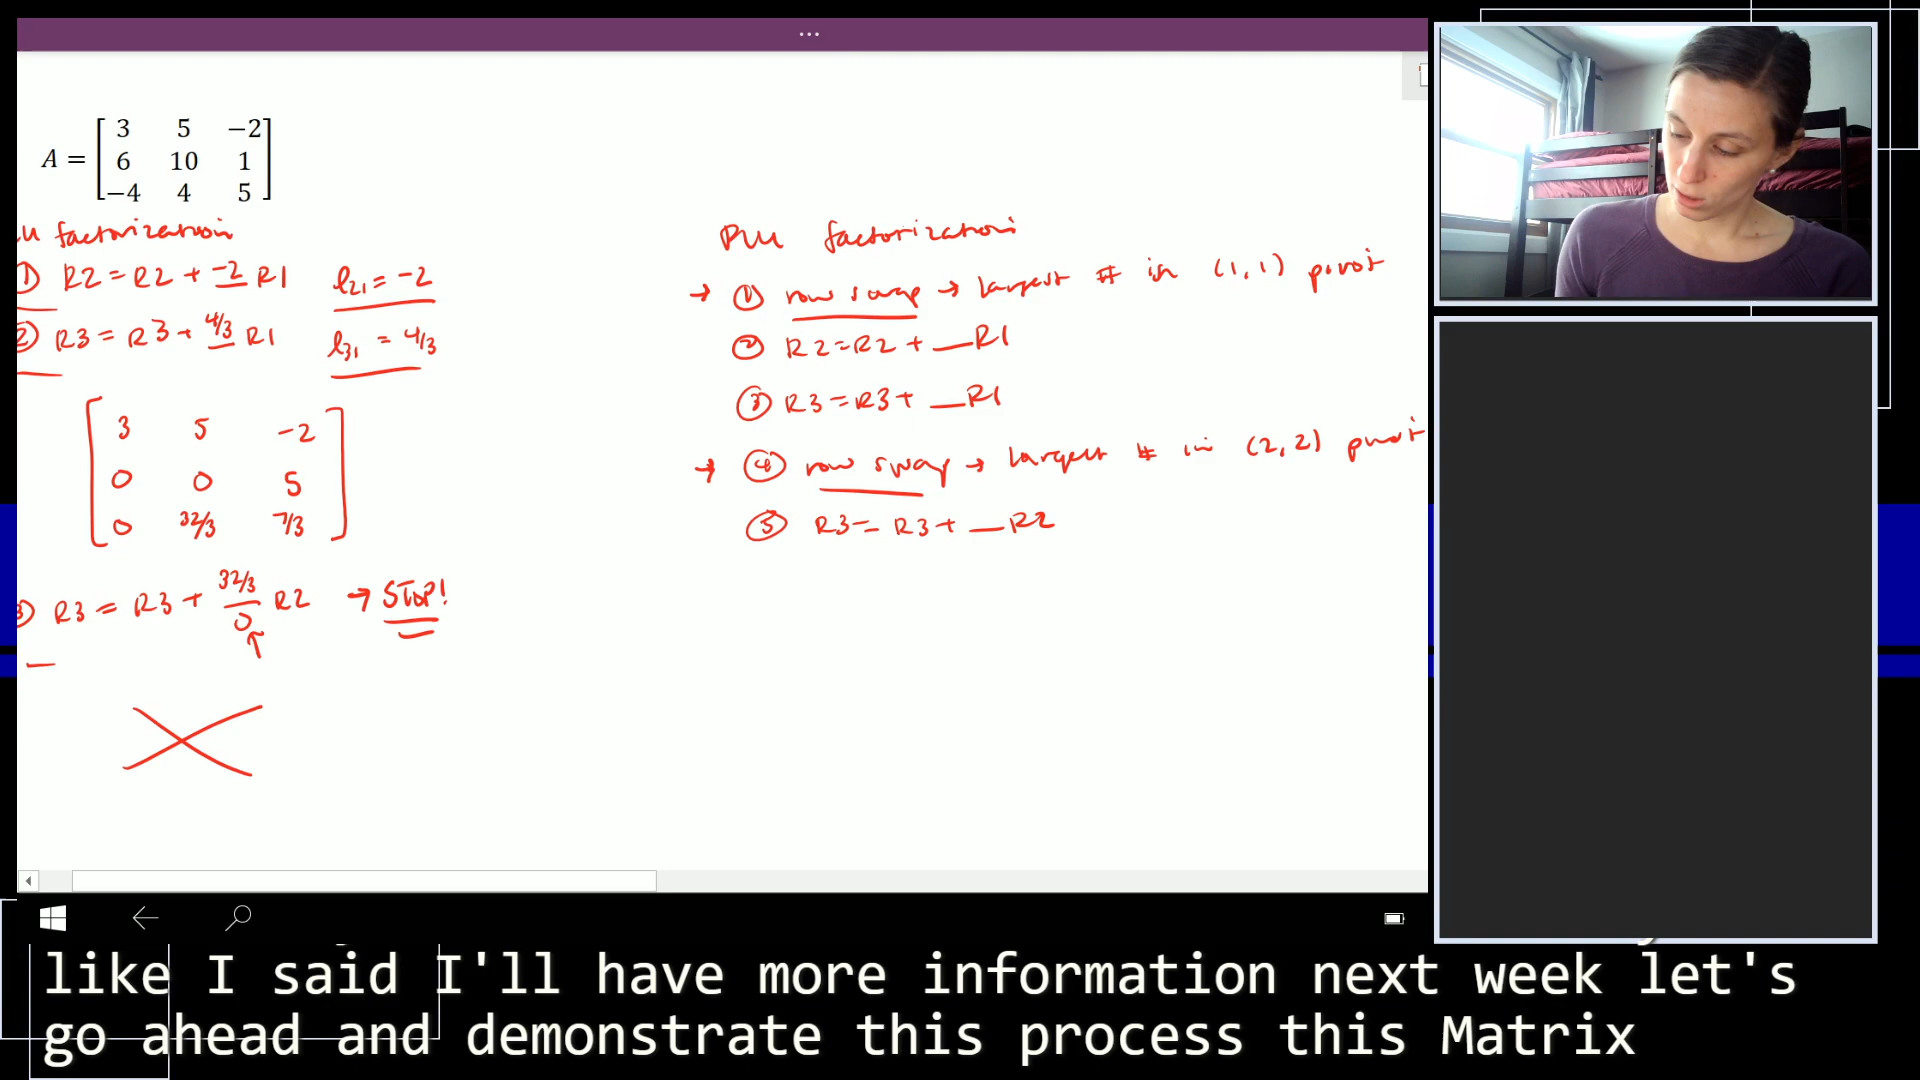 ...
A = [ 3 5 −2
6 10 1
−4 4 5 ]
LU factorization
① R2 = R2 + -2 R1 l21 = -2
② R3 = R3 + 4/3 R1 l31 = 4/3
3 5 -2
0 0 5
0 32/3 7/3
③ R3 = R3 + 32/3 / 0 R2 → STOP!
PLU factorization
→ ① row swap → largest # in (1,1) pivot
② R2 = R2 + __R1
③ R3 = R3 + __R1
→ ④ row swap → largest # in (2,2) pivot
⑤ R3 = R3 + __R2
like I said I'll have more information next week let's
go ahead and demonstrate this process this Matrix